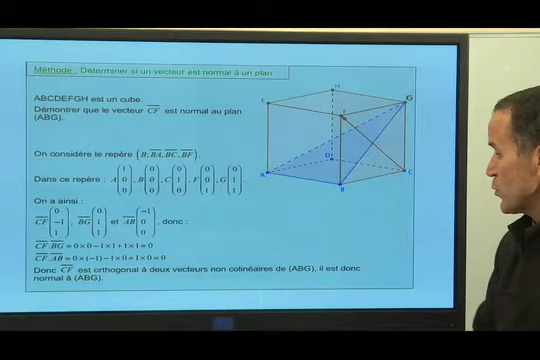 Méthode : Déterminer si un vecteur est normal à un plan
ABCDEFGH est un cube.
Démontrer que le vecteur CF est normal au plan
(ABG).
On considère le repère (B; BA, BC, BF).
Dans ce repère : A (1 0 0), B (0 0 0), C (0 1 0), F (0 0 1), G (0 1 1).
On a ainsi :
CF (0 −1 1), BG (0 1 1) et AB (−1 0 0), donc :
CF.BG = 0×0−1×1+1×1=0
CF.AB = 0×(−1)−1×0+1×0=0
Donc CF est orthogonal à deux vecteurs non colinéaires de (ABG), il est donc
normal à (ABG).
H
E
G
F
D
A
C
B